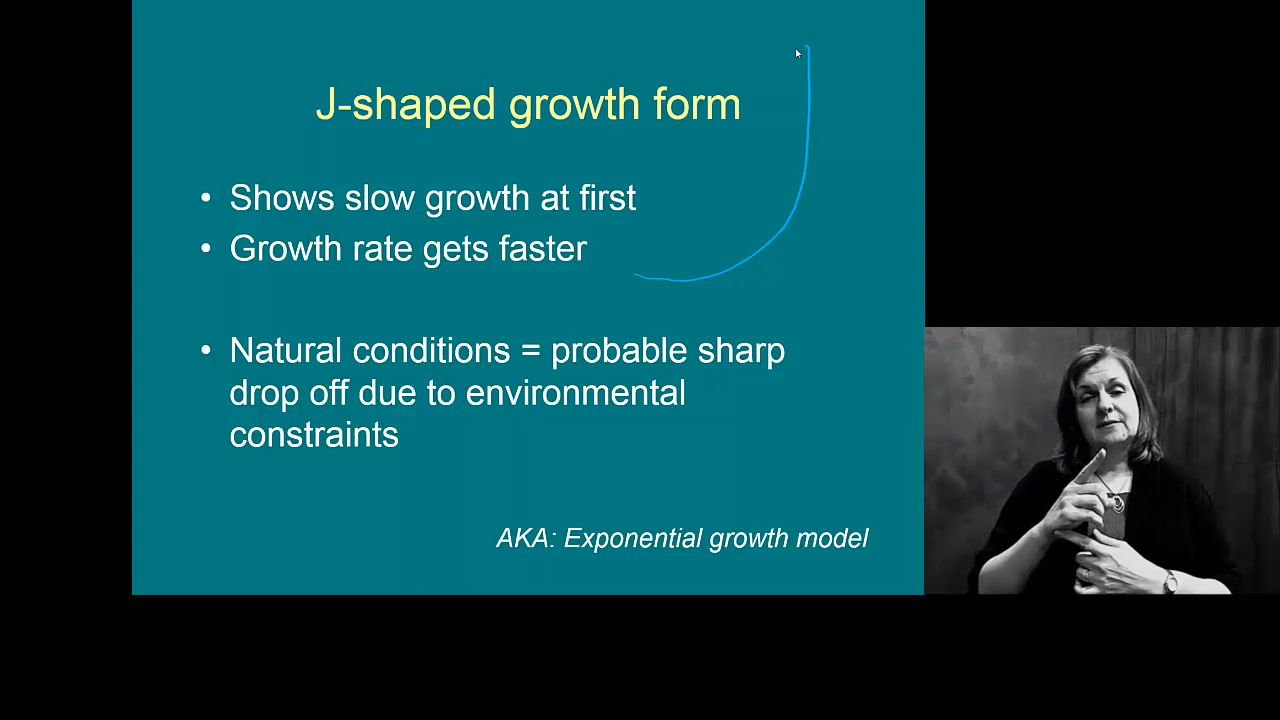 J-shaped growth form
• Shows slow growth at first
• Growth rate gets faster
• Natural conditions = probable sharp
drop off due to environmental
constraints
AKA: Exponential growth model